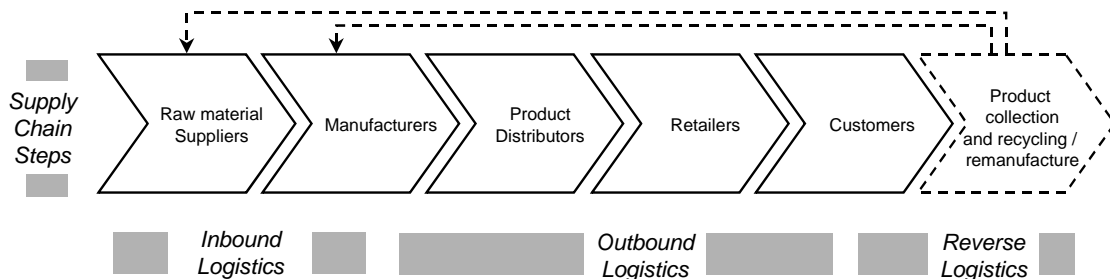 Supply
Chain
Steps
Raw material
Suppliers
Manufacturers
Product
Distributors
Retailers
Customers
Product
collection
and recycling /
remanufacture
Inbound
Logistics
Outbound
Logistics
Reverse
Logistics